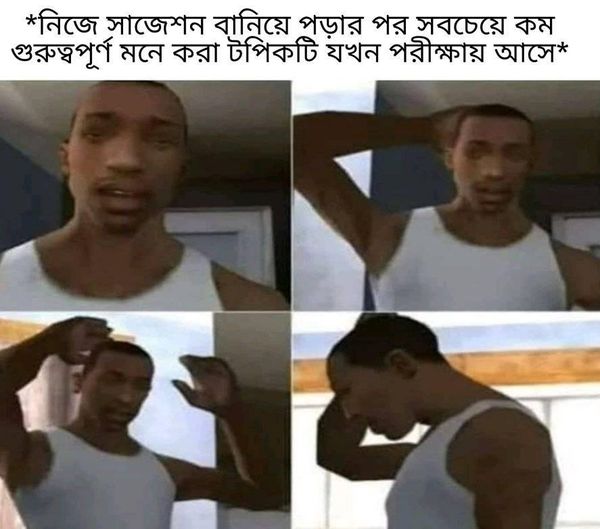 *নিজে সাজেশন বানিয়ে পড়ার পর সবচেয়ে কম
গুরুত্বপূর্ণ মনে করা টপিকটি যখন পরীক্ষায় আসে*